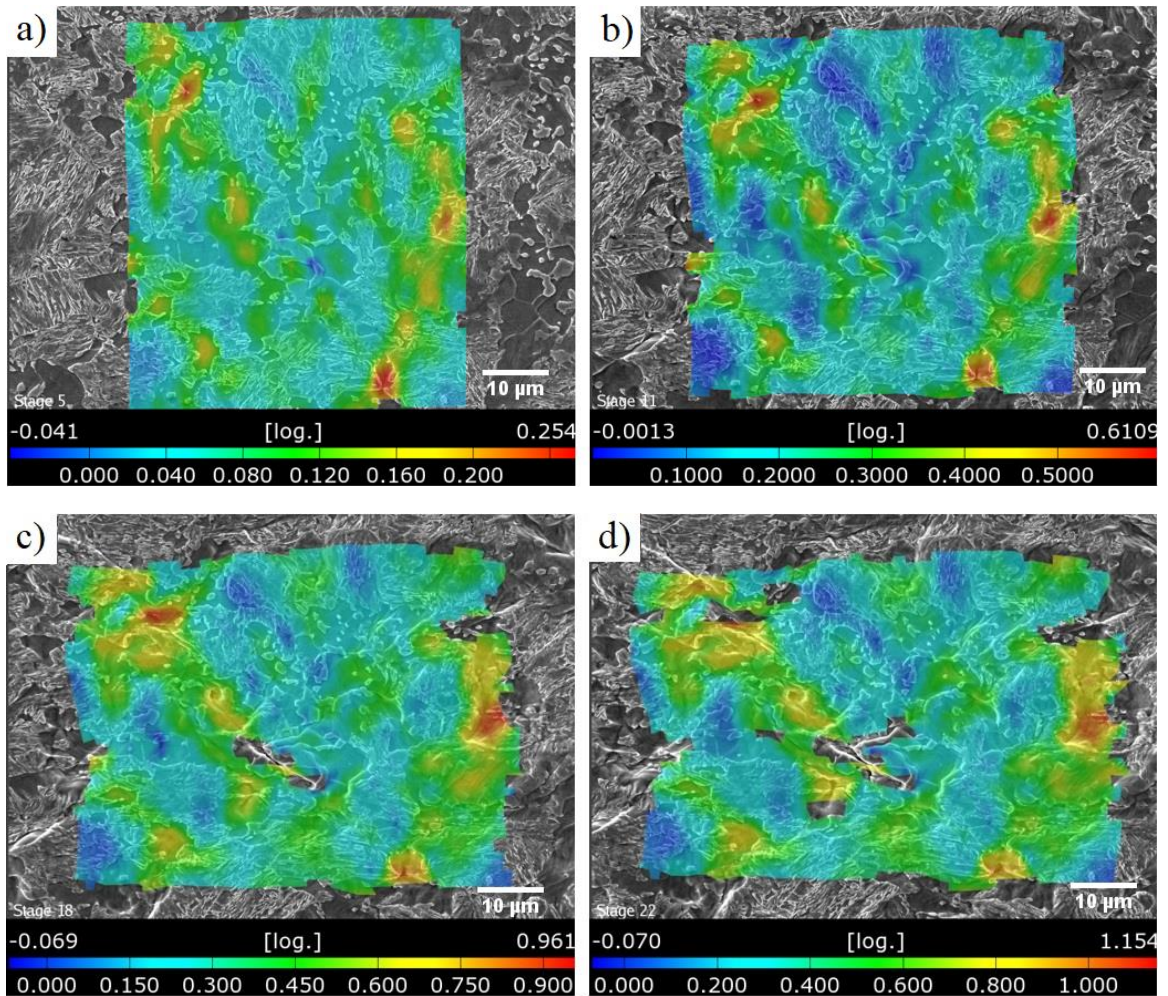 a)
10 µm
Stage 5
-0.041 [log.] 0.254
0.000 0.040 0.080 0.120 0.160 0.200
b)
10 µm
Stage 11
-0.0013 [log.] 0.6109
0.1000 0.2000 0.3000 0.4000 0.5000
c)
10 µm
Stage 18
-0.069 [log.] 0.961
0.000 0.150 0.300 0.450 0.600 0.750 0.900
d)
10 µm
Stage 22
-0.070 [log.] 1.154
0.000 0.200 0.400 0.600 0.800 1.000